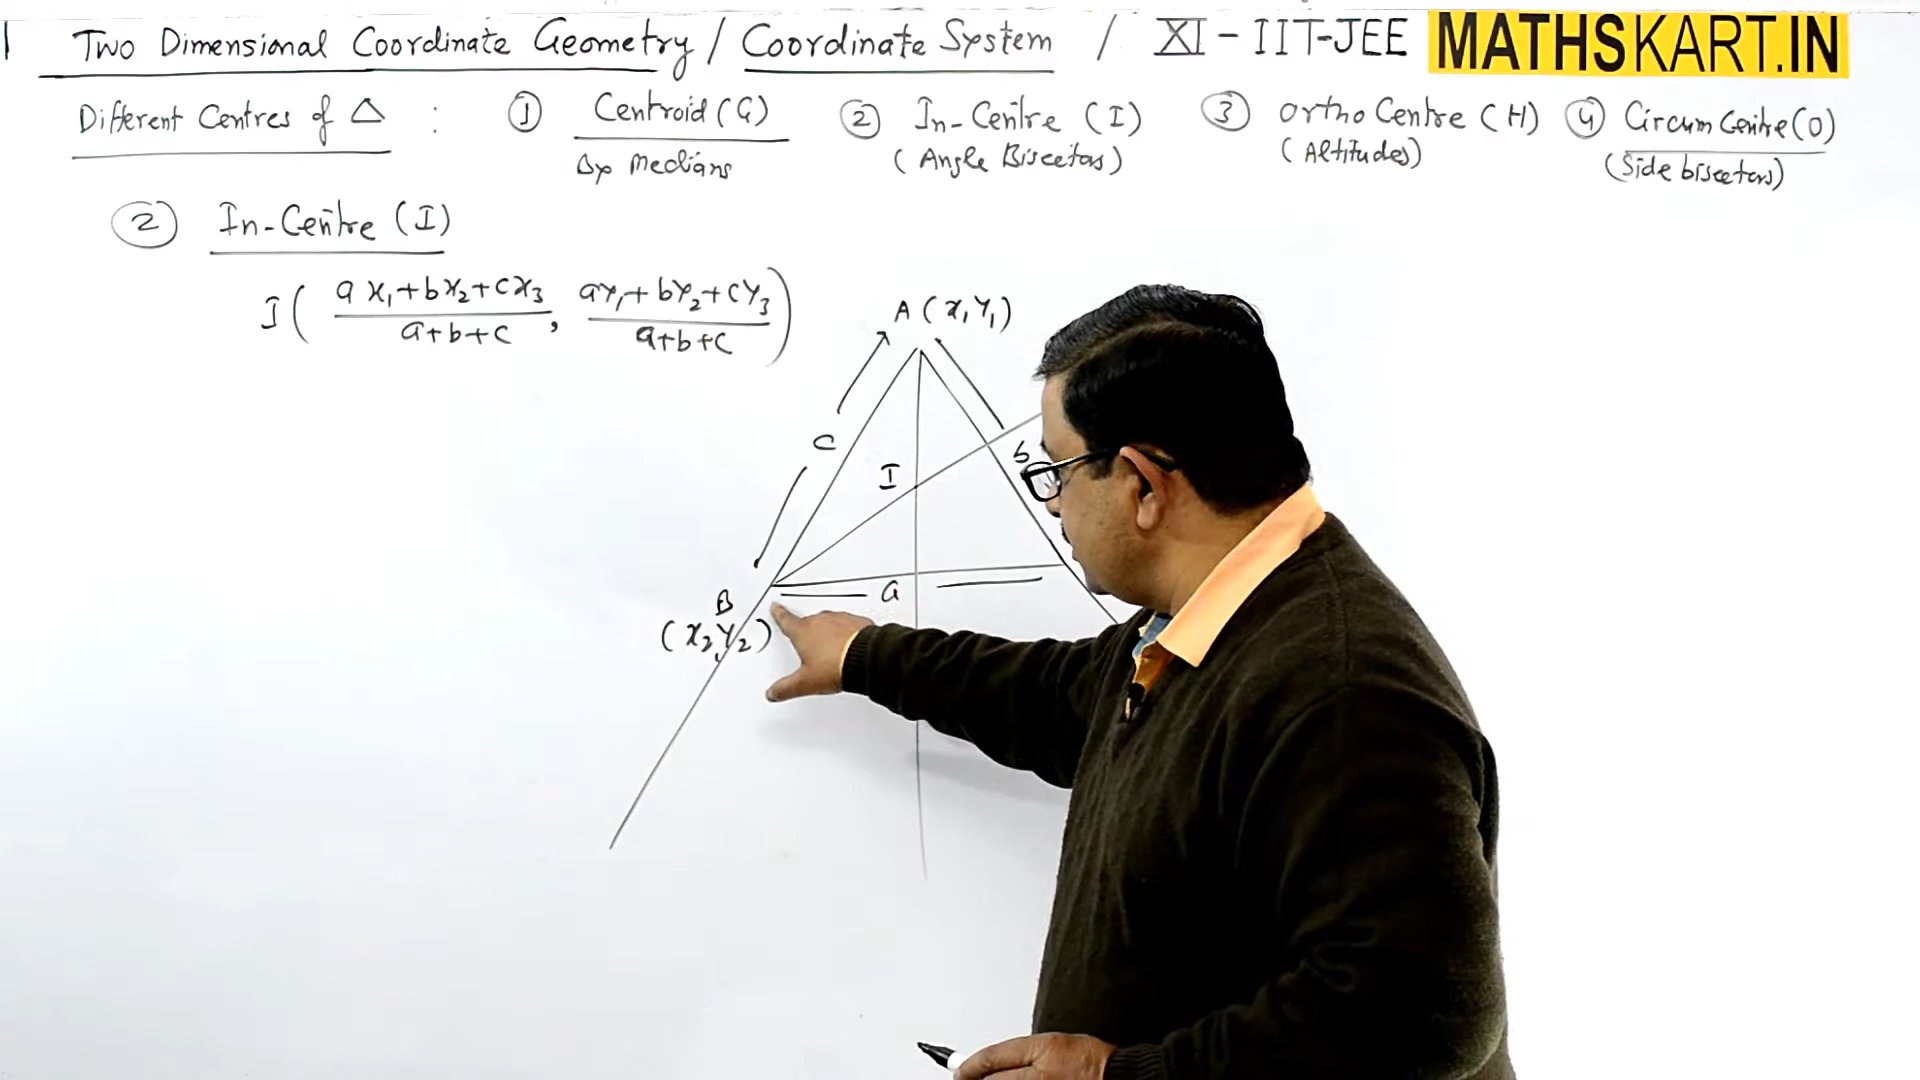 Two Dimensional Coordinate Geometry / Coordinate System / XI - IIT-JEE MATHSKART.IN
Different Centres of Δ : ① Centroid (G) ② In-Centre (I) ③ Ortho Centre (H) ④ Circum Centre (O)
By Medians (Angle Bisectors) (Altitudes) (Side bisectors)
② In-Centre (I)
I ( ax₁+bx₂+cx₃ / a+b+c , ay₁+by₂+cy₃ / a+b+c )
A (x₁y₁)
C
I
b
a
B
(x₂,y₂)